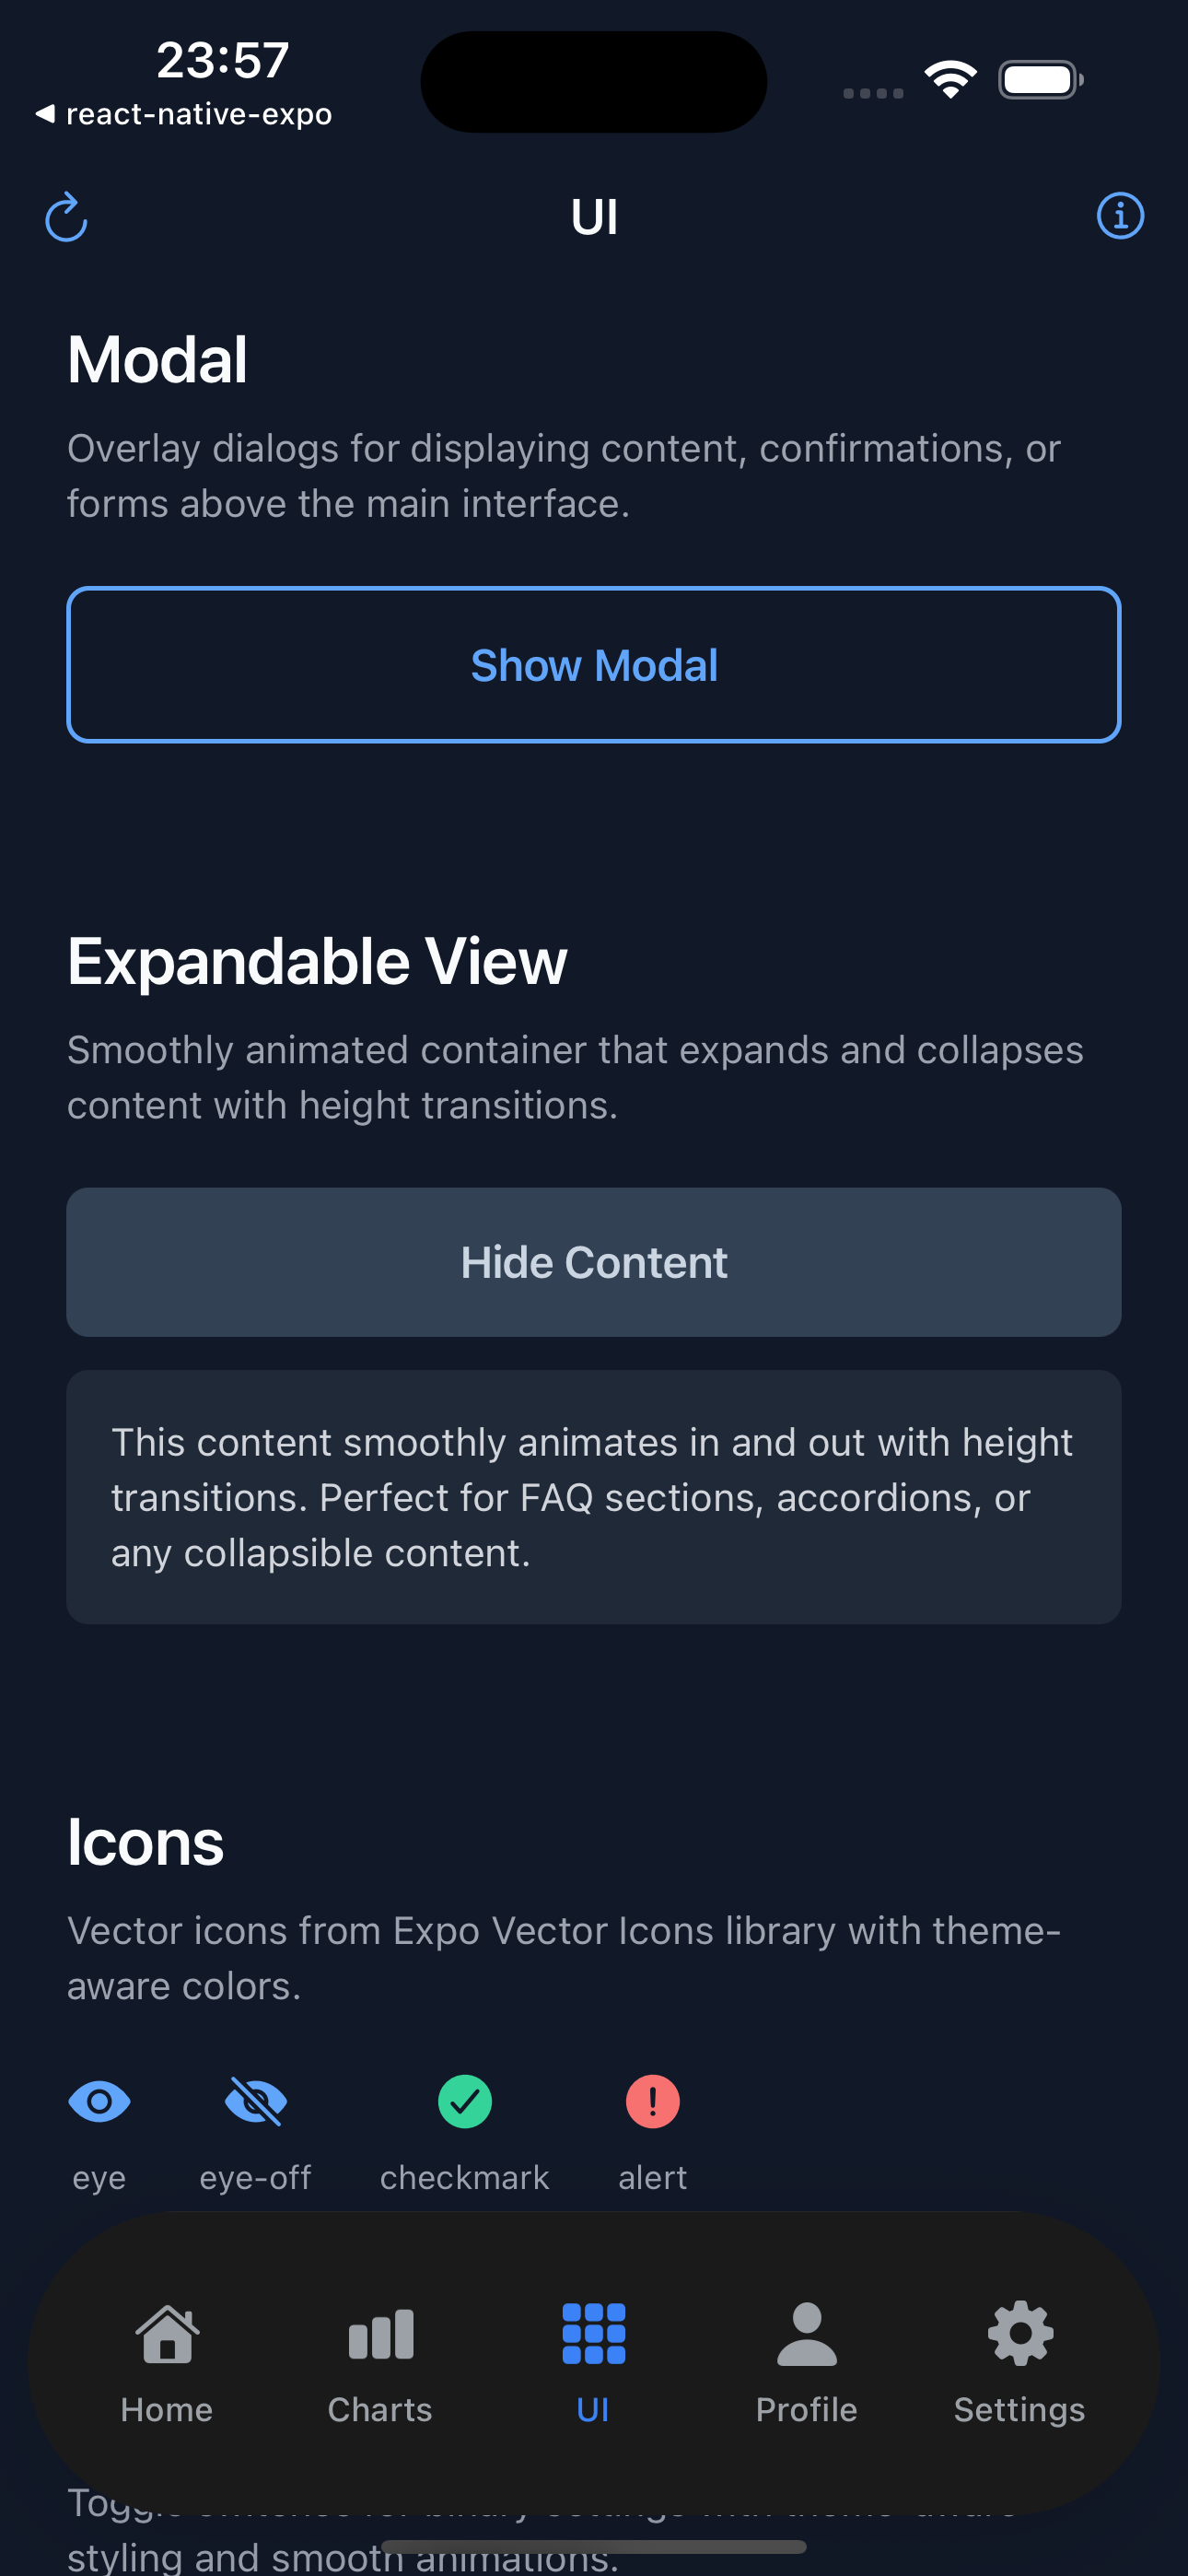 23:57
react-native-expo
UI
Modal
Overlay dialogs for displaying content, confirmations, or
forms above the main interface.
Show Modal
Expandable View
Smoothly animated container that expands and collapses
content with height transitions.
Hide Content
This content smoothly animates in and out with height
transitions. Perfect for FAQ sections, accordions, or
any collapsible content.
Icons
Vector icons from Expo Vector Icons library with theme-
aware colors.
eye eye-off checkmark alert
Home Charts UI Profile Settings
styling and smooth animations.